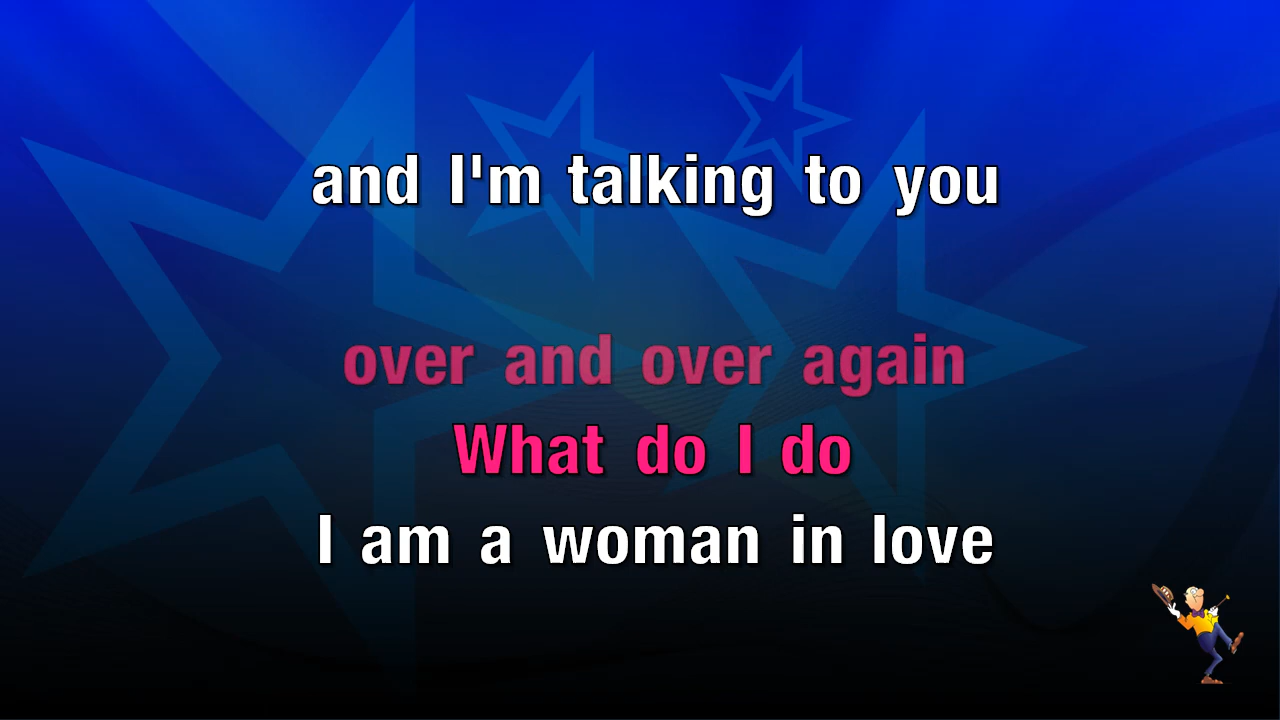 and I'm talking to you
over and over again
What do I do
I am a woman in love